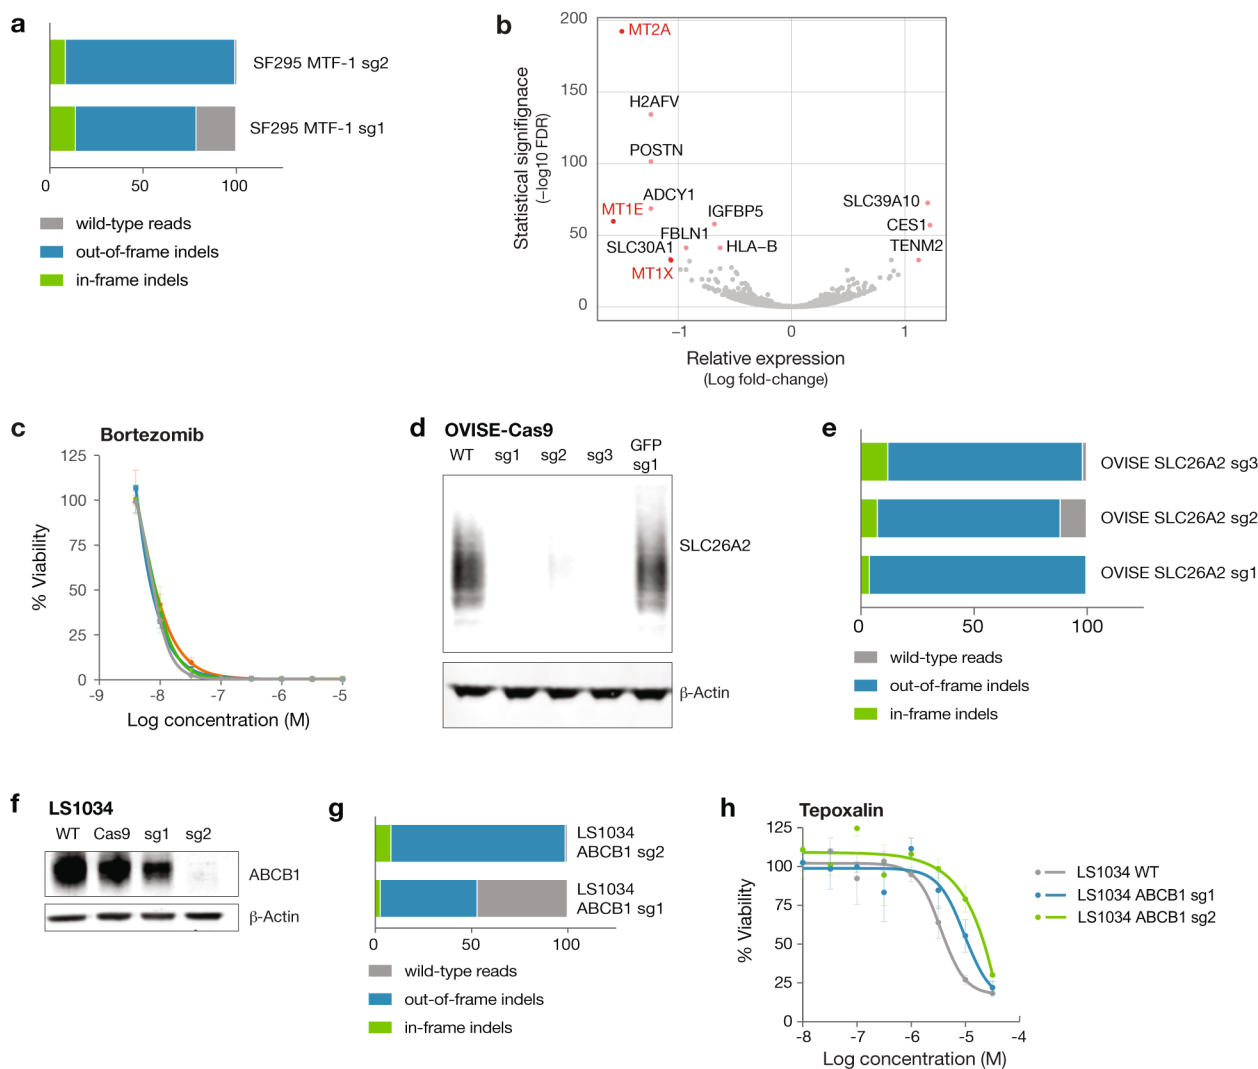 a
SF295 MTF-1 sg2
SF295 MTF-1 sg1
0
50
100
wild-type reads
out-of-frame indels
in-frame indels
b
Statistical signifignace
(−log10 FDR)
200
150
100
50
0
MT2A
H2AFV
POSTN
ADCY1
MT1E
IGFBP5
FBLN1
SLC30A1
HLA−B
MT1X
SLC39A10
CES1
TENM2
−1
0
1
Relative expression
(Log fold-change)
c
Bortezomib
% Viability
125
100
75
50
25
0
-9
-8
-7
-6
-5
Log concentration (M)
d
OVISE-Cas9
WT
sg1
sg2
sg3
GFP
sg1
SLC26A2
β-Actin
e
OVISE SLC26A2 sg3
OVISE SLC26A2 sg2
OVISE SLC26A2 sg1
0
50
100
wild-type reads
out-of-frame indels
in-frame indels
f
LS1034
WT
Cas9
sg1
sg2
ABCB1
β-Actin
g
LS1034
ABCB1 sg2
LS1034
ABCB1 sg1
0
50
100
wild-type reads
out-of-frame indels
in-frame indels
h
Tepoxalin
% Viability
125
100
75
50
25
0
-8
-7
-6
-5
-4
Log concentration (M)
LS1034 WT
LS1034 ABCB1 sg1
LS1034 ABCB1 sg2